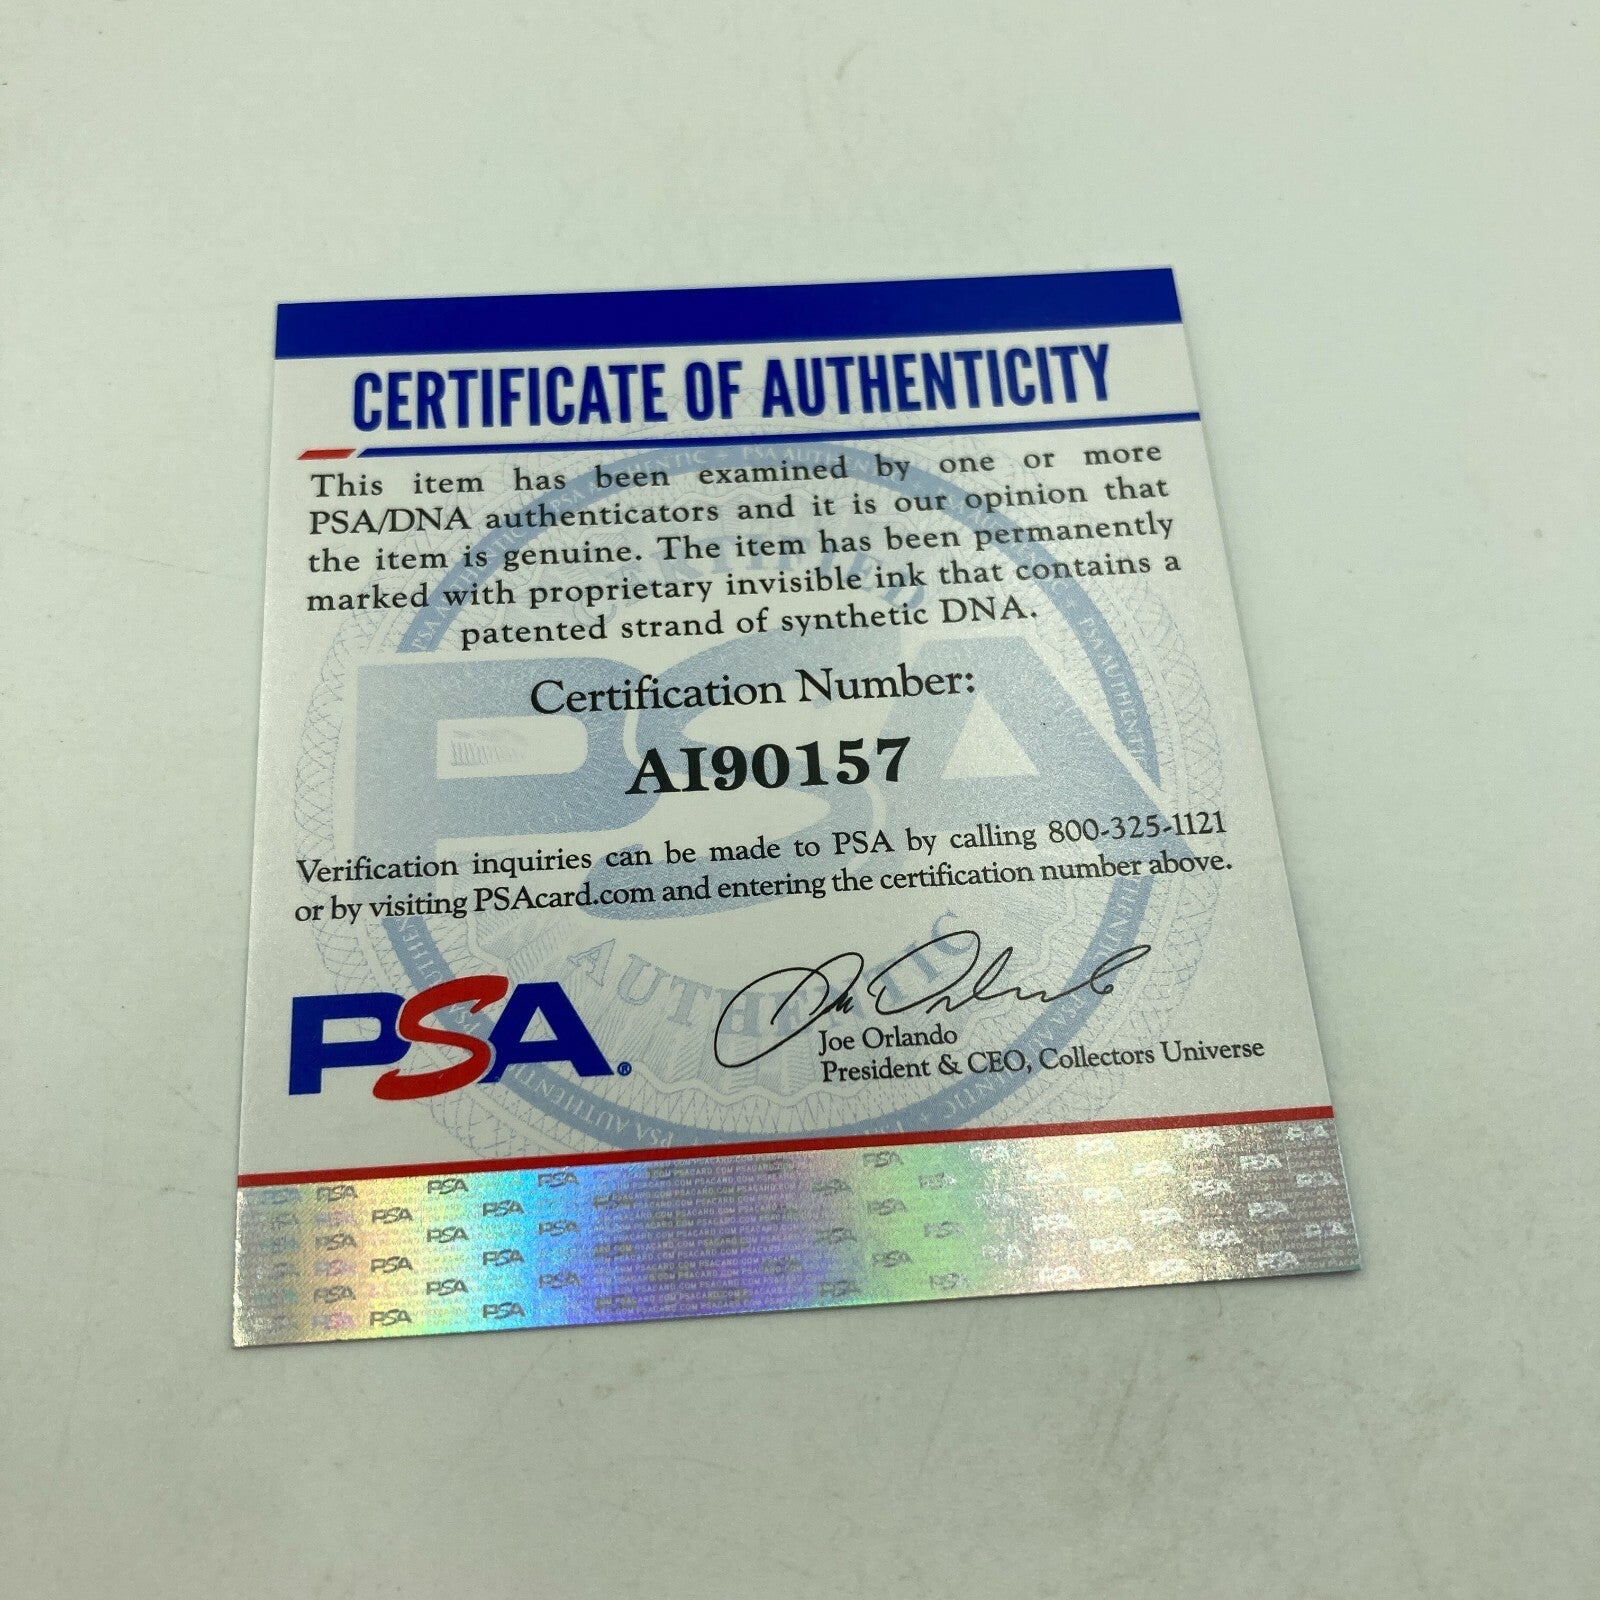 CERTIFICATE OF AUTHENTICITY
This item has been examined by one or more
PSA/DNA authenticators and it is our opinion that
the item is genuine. The item has been permanently
marked with proprietary invisible ink that contains a
patented strand of synthetic DNA.
Certification Number:
AI90157
Verification inquiries can be made to PSA by calling 800-325-1121
or by visiting PSAcard.com and entering the certification number above.
PSA®
Joe Orlando
President & CEO, Collectors Universe
CERTIFIED
PSA
AUTHENTIC